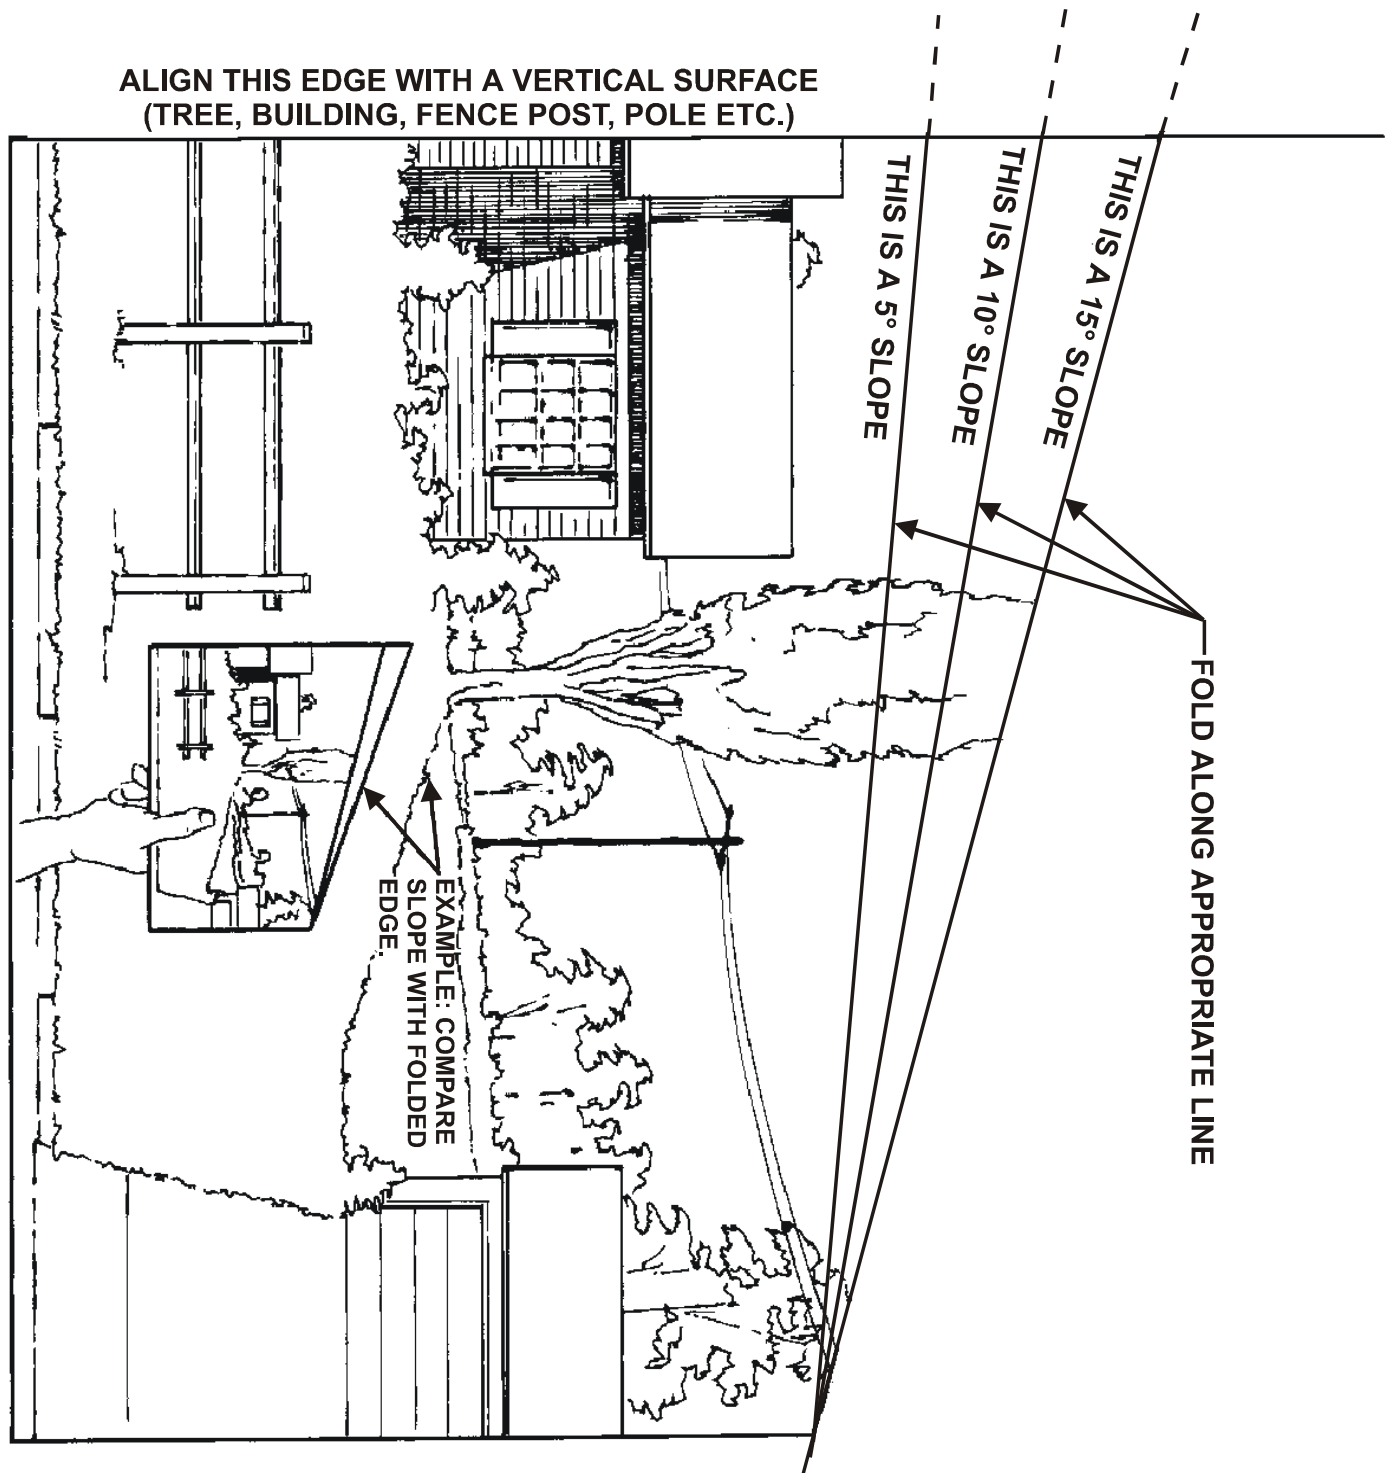 ALIGN THIS EDGE WITH A VERTICAL SURFACE
(TREE, BUILDING, FENCE POST, POLE ETC.)
THIS IS A 5° SLOPE
THIS IS A 10° SLOPE
THIS IS A 15° SLOPE
FOLD ALONG APPROPRIATE LINE
EXAMPLE: COMPARE
SLOPE WITH FOLDED
EDGE.